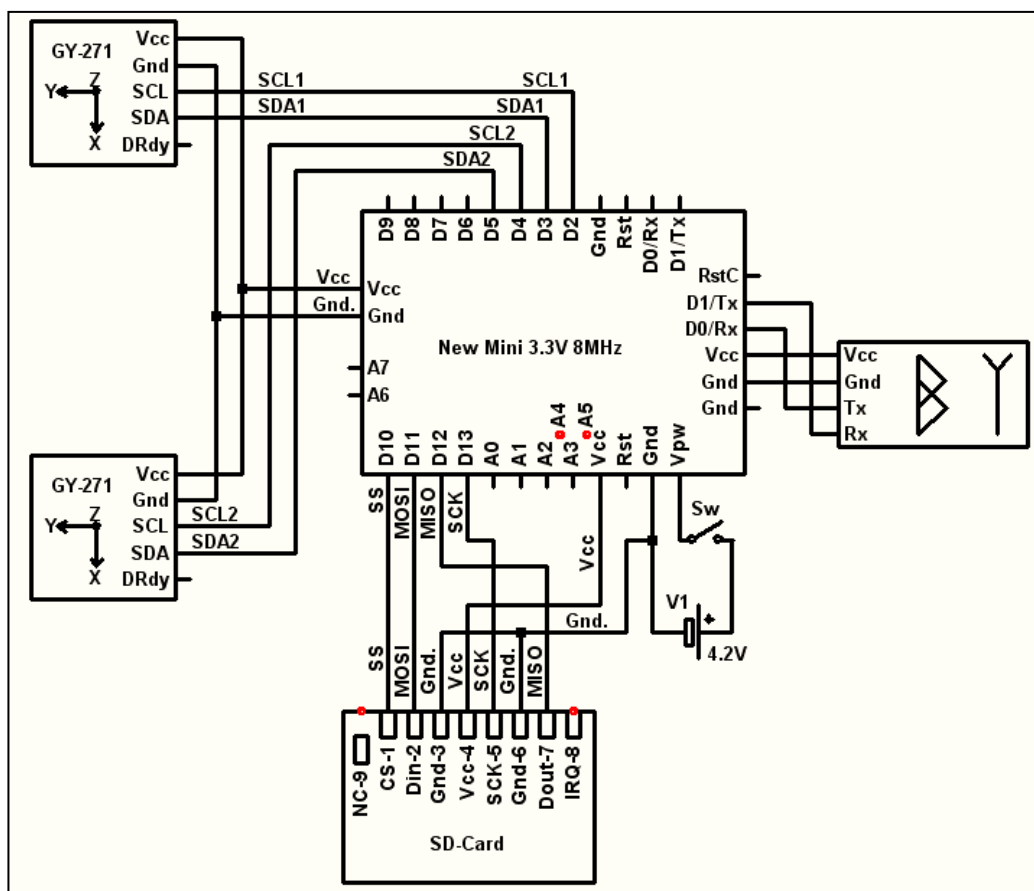 GY-271
Vcc
Gnd
SCL
SDA
DRdy
Y
Z
X
SCL1
SCL1
SDA1
SDA1
SCL2
SDA2
D9
D8
D7
D6
D5
D4
D3
D2
Gnd
Rst
D0/Rx
D1/Tx
Vcc
Gnd.
Vcc
Gnd
A7
A6
New Mini 3.3V 8MHz
RstC
D1/Tx
D0/Rx
Vcc
Gnd
Gnd
Vcc
Gnd
Tx
Rx
D10
D11
D12
D13
A0
A1
A2
A3
A4
A5
Vcc
Rst
Gnd
Vpw
GY-271
Vcc
Gnd
SCL
SDA
DRdy
Y
Z
X
SCL2
SDA2
SS
MOSI
MISO
SCK
Vcc
Sw
V1
+
4.2V
Gnd.
SS
MOSI
Gnd.
Vcc
SCK
Gnd.
MISO
NC-9
CS-1
Din-2
Gnd-3
Vcc-4
SCK-5
Gnd-6
Dout-7
IRQ-8
SD-Card